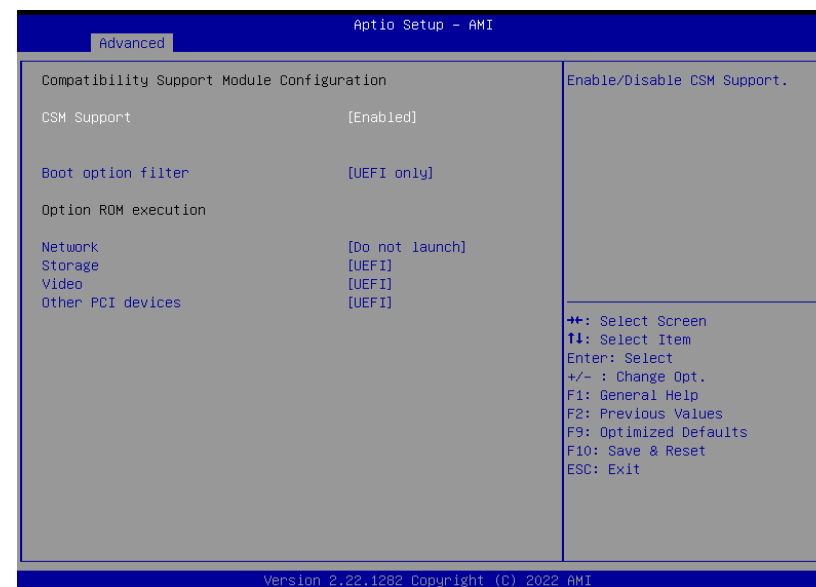 Aptio Setup – AMI
Advanced
Compatibility Support Module Configuration
CSM Support [Enabled]
Boot option filter [UEFI only]
Option ROM execution
Network [Do not launch]
Storage [UEFI]
Video [UEFI]
Other PCI devices [UEFI]
Enable/Disable CSM Support.
→←: Select Screen
↑↓: Select Item
Enter: Select
+/- : Change Opt.
F1: General Help
F2: Previous Values
F9: Optimized Defaults
F10: Save & Reset
ESC: Exit
Version 2.22.1282 Copyright (C) 2022 AMI